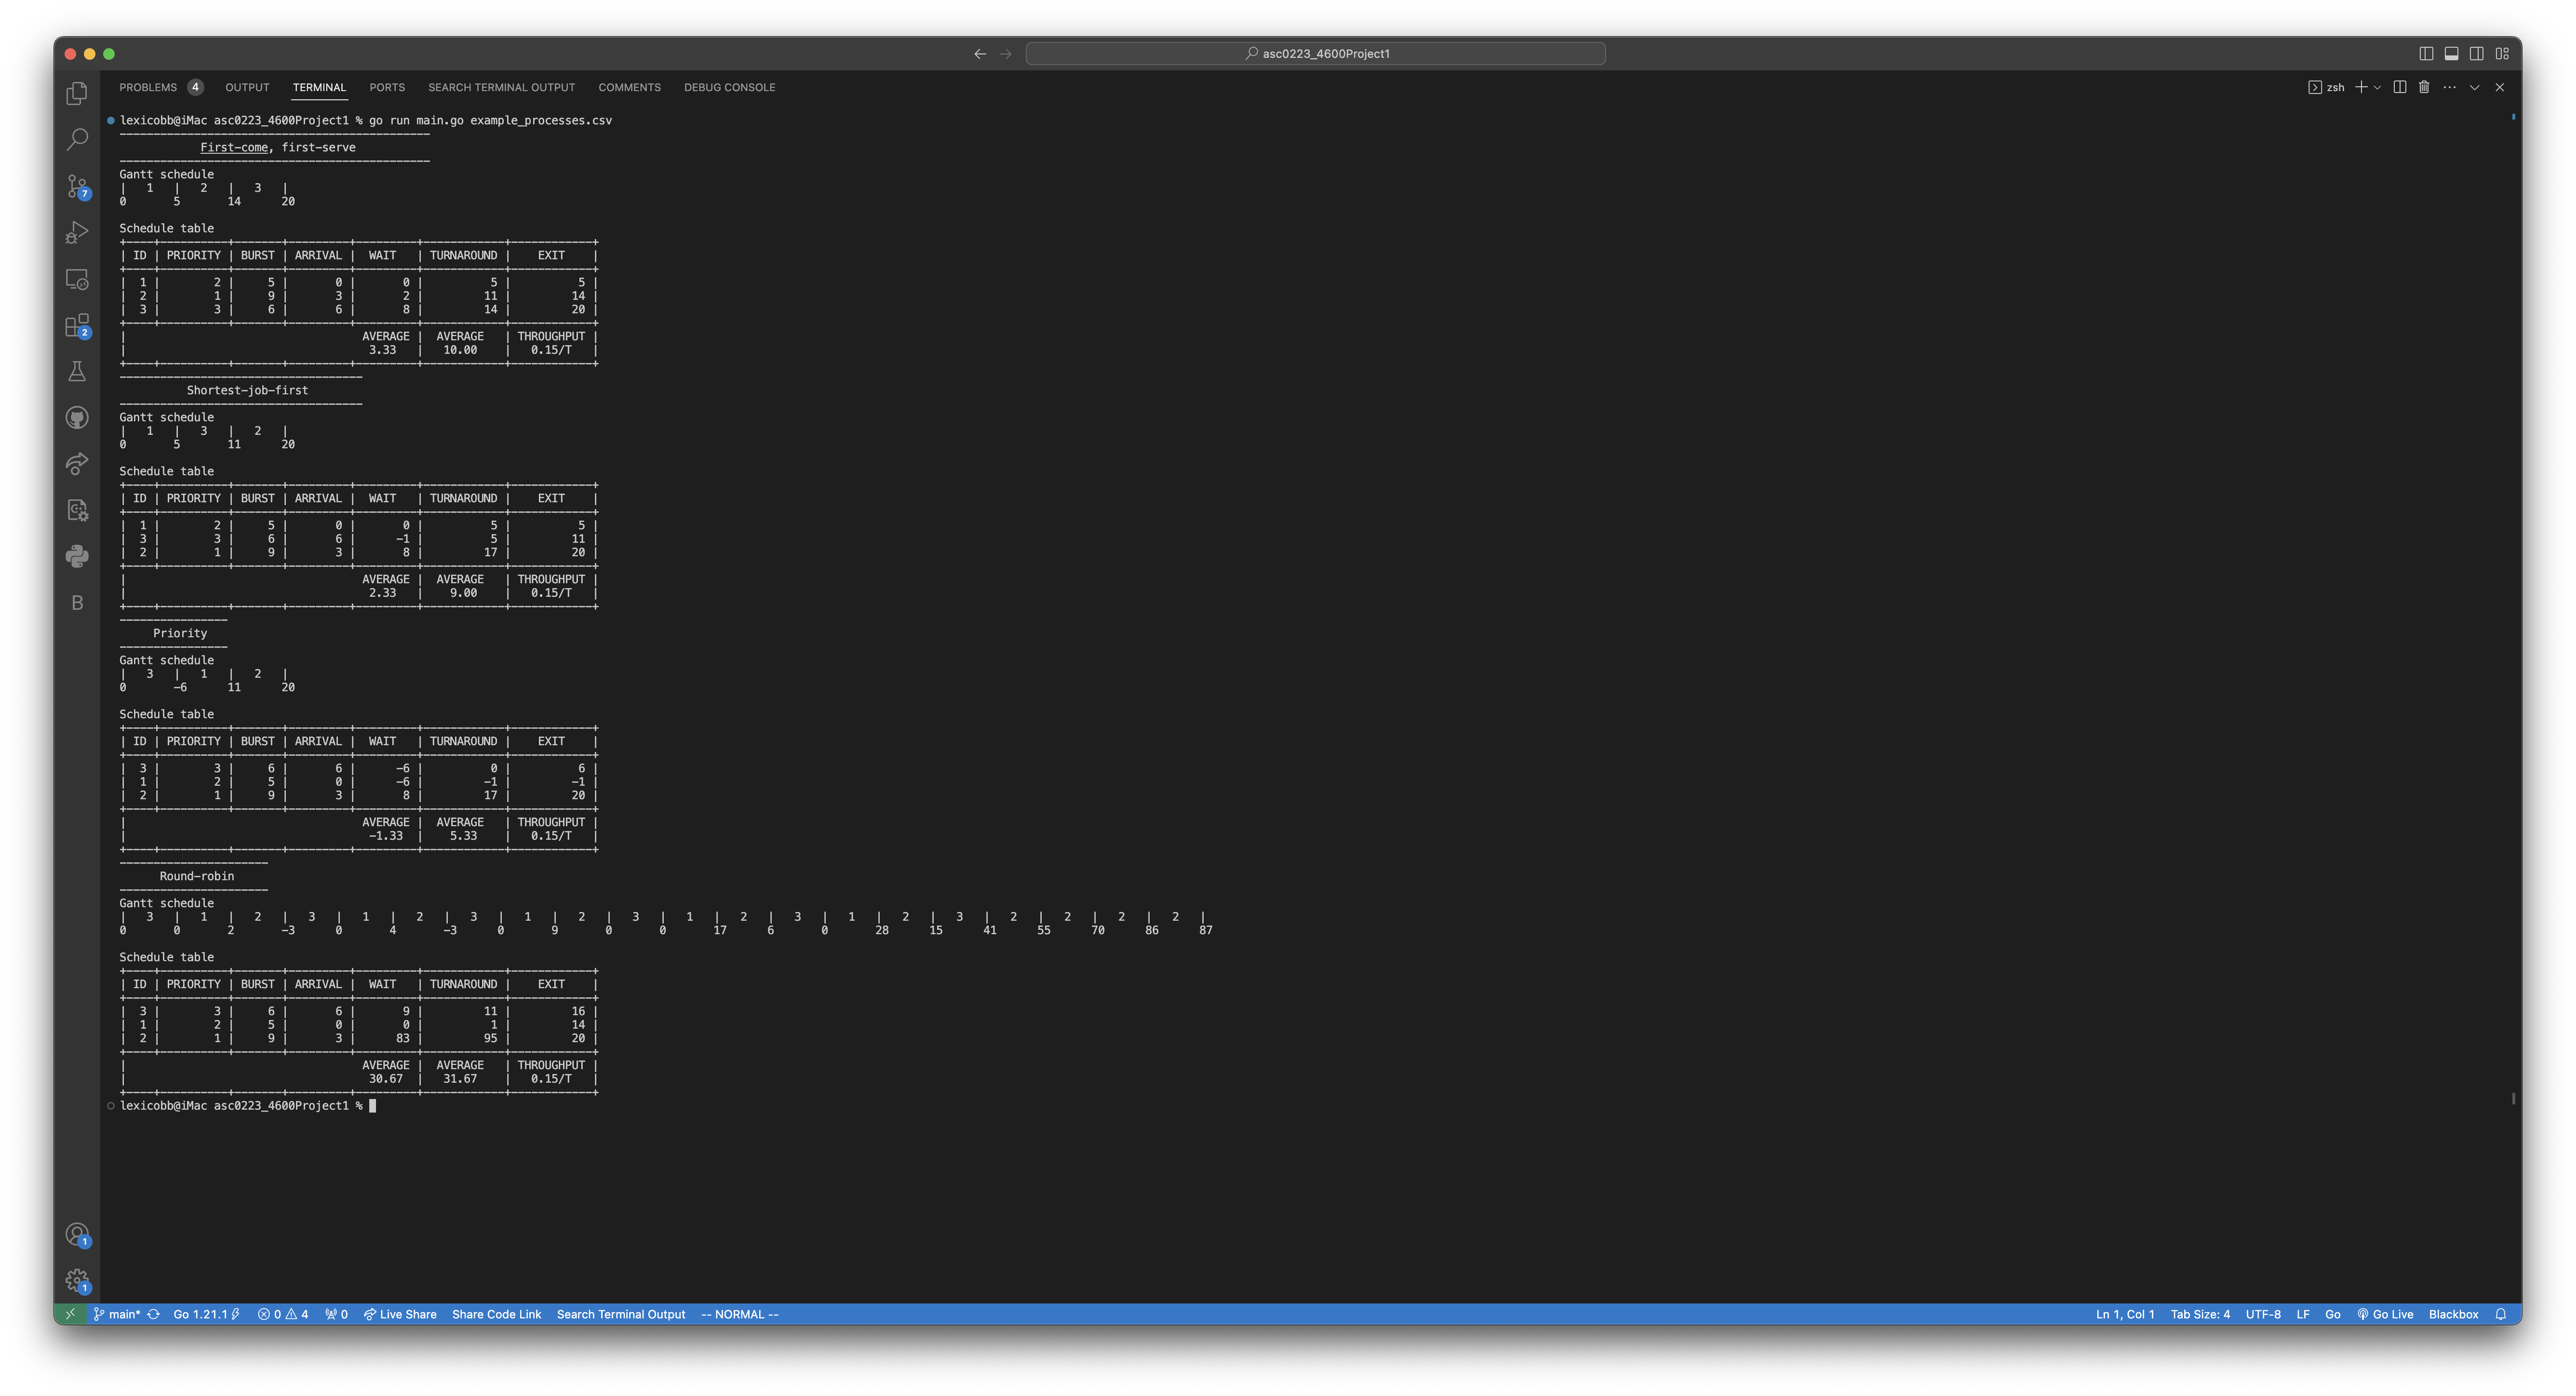 asc0223_4600Project1
PROBLEMS 4 OUTPUT TERMINAL PORTS SEARCH TERMINAL OUTPUT COMMENTS DEBUG CONSOLE zsh
lexicobb@iMac asc0223_4600Project1 % go run main.go example_processes.csv
----------------------------------------------
            First-come, first-serve
----------------------------------------------
Gantt schedule
|   1   |   2   |   3   |
0       5       14      20

Schedule table
+----+----------+-------+---------+---------+------------+------------+
| ID | PRIORITY | BURST | ARRIVAL |  WAIT   | TURNAROUND |    EXIT    |
+----+----------+-------+---------+---------+------------+------------+
|  1 |        2 |     5 |       0 |       0 |          5 |          5 |
|  2 |        1 |     9 |       3 |       2 |         11 |         14 |
|  3 |        3 |     6 |       6 |       8 |         14 |         20 |
+----+----------+-------+---------+---------+------------+------------+
|                                   AVERAGE |  AVERAGE   | THROUGHPUT |
|                                    3.33   |   10.00    |   0.15/T   |
+----+----------+-------+---------+---------+------------+------------+
------------------------------------
          Shortest-job-first
------------------------------------
Gantt schedule
|   1   |   3   |   2   |
0       5       11      20

Schedule table
+----+----------+-------+---------+---------+------------+------------+
| ID | PRIORITY | BURST | ARRIVAL |  WAIT   | TURNAROUND |    EXIT    |
+----+----------+-------+---------+---------+------------+------------+
|  1 |        2 |     5 |       0 |       0 |          5 |          5 |
|  3 |        3 |     6 |       6 |      -1 |          5 |         11 |
|  2 |        1 |     9 |       3 |       8 |         17 |         20 |
+----+----------+-------+---------+---------+------------+------------+
|                                   AVERAGE |  AVERAGE   | THROUGHPUT |
|                                    2.33   |    9.00    |   0.15/T   |
+----+----------+-------+---------+---------+------------+------------+
----------------
     Priority
----------------
Gantt schedule
|   3   |   1   |   2   |
0       -6      11      20

Schedule table
+----+----------+-------+---------+---------+------------+------------+
| ID | PRIORITY | BURST | ARRIVAL |  WAIT   | TURNAROUND |    EXIT    |
+----+----------+-------+---------+---------+------------+------------+
|  3 |        3 |     6 |       6 |      -6 |          0 |          6 |
|  1 |        2 |     5 |       0 |      -6 |         -1 |         -1 |
|  2 |        1 |     9 |       3 |       8 |         17 |         20 |
+----+----------+-------+---------+---------+------------+------------+
|                                   AVERAGE |  AVERAGE   | THROUGHPUT |
|                                    -1.33  |    5.33    |   0.15/T   |
+----+----------+-------+---------+---------+------------+------------+
----------------------
      Round-robin
----------------------
Gantt schedule
|   3   |   1   |   2   |   3   |   1   |   2   |   3   |   1   |   2   |   3   |   1   |   2   |   3   |   1   |   2   |   3   |   2   |   2   |   2   |   2   |
0       0       2       -3      0       4       -3      0       9       0       0       17      6       0       28      15      41      55      70      86      87

Schedule table
+----+----------+-------+---------+---------+------------+------------+
| ID | PRIORITY | BURST | ARRIVAL |  WAIT   | TURNAROUND |    EXIT    |
+----+----------+-------+---------+---------+------------+------------+
|  3 |        3 |     6 |       6 |       9 |         11 |         16 |
|  1 |        2 |     5 |       0 |       0 |          1 |         14 |
|  2 |        1 |     9 |       3 |      83 |         95 |         20 |
+----+----------+-------+---------+---------+------------+------------+
|                                   AVERAGE |  AVERAGE   | THROUGHPUT |
|                                    30.67  |   31.67    |   0.15/T   |
+----+----------+-------+---------+---------+------------+------------+
lexicobb@iMac asc0223_4600Project1 %
7
2
B
1
1
main* Go 1.21.1 0 4 0 Live Share Share Code Link Search Terminal Output -- NORMAL -- Ln 1, Col 1 Tab Size: 4 UTF-8 LF Go Go Live Blackbox